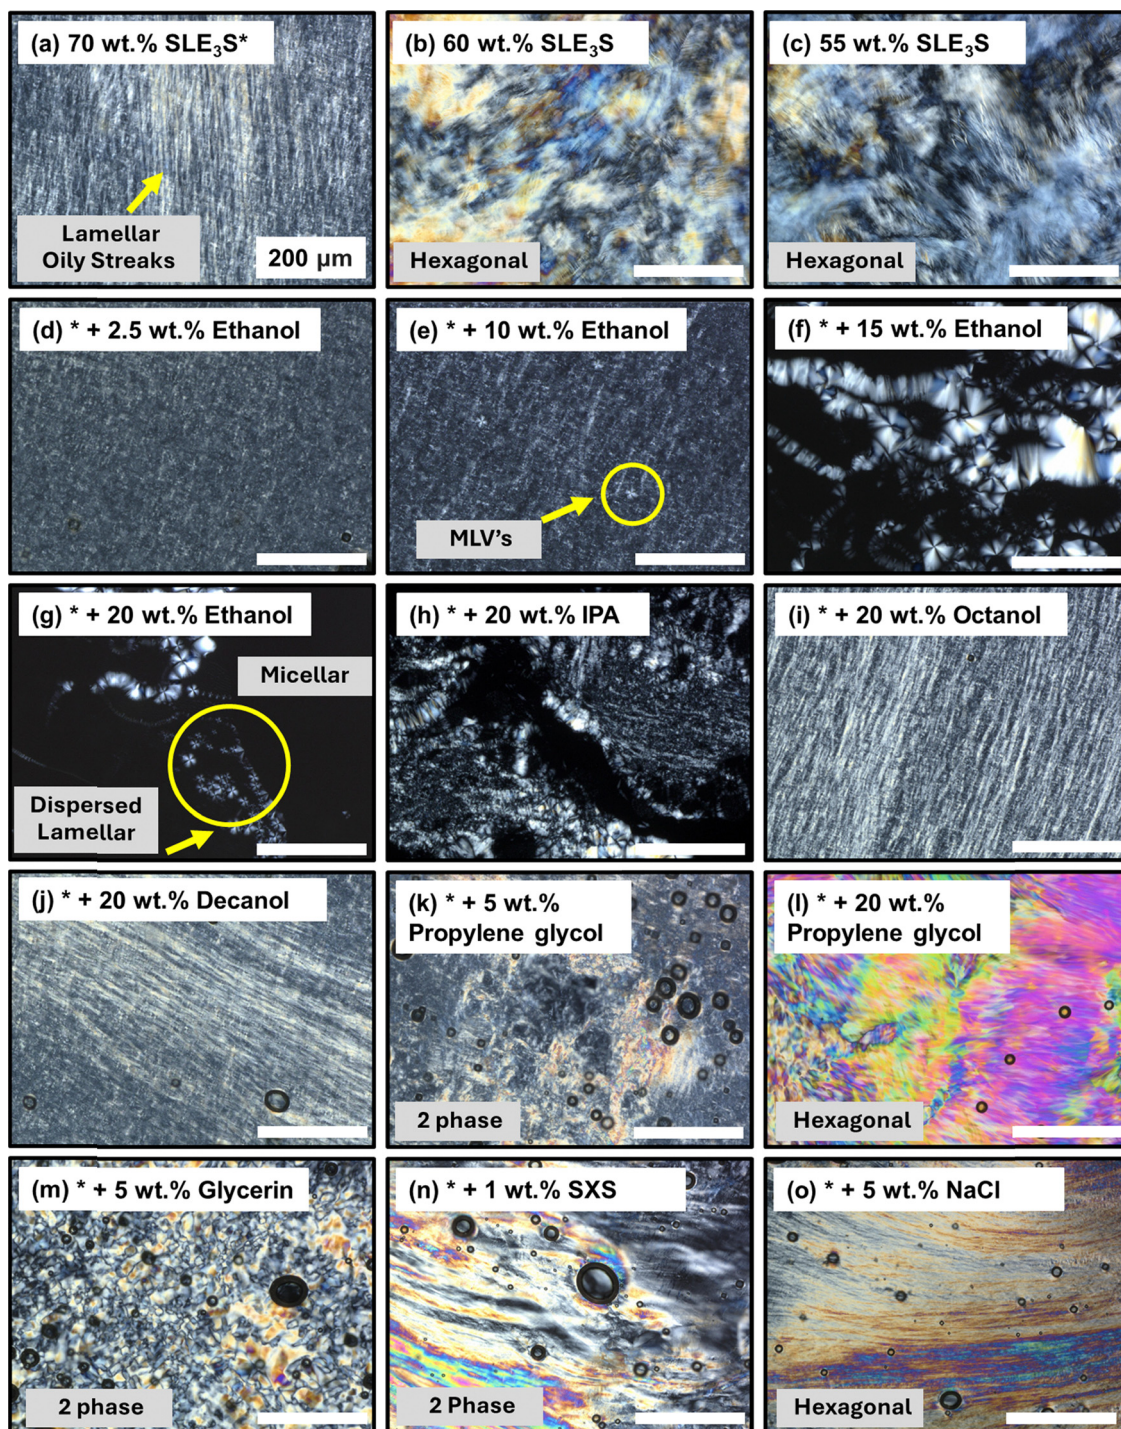 (a) 70 wt.% SLE₃S*
Lamellar
Oily Streaks
200 µm
(b) 60 wt.% SLE₃S
Hexagonal
(c) 55 wt.% SLE₃S
Hexagonal
(d) * + 2.5 wt.% Ethanol
(e) * + 10 wt.% Ethanol
MLV's
(f) * + 15 wt.% Ethanol
(g) * + 20 wt.% Ethanol
Micellar
Dispersed
Lamellar
(h) * + 20 wt.% IPA
(i) * + 20 wt.% Octanol
(j) * + 20 wt.% Decanol
(k) * + 5 wt.%
Propylene glycol
2 phase
(l) * + 20 wt.%
Propylene glycol
Hexagonal
(m) * + 5 wt.% Glycerin
2 phase
(n) * + 1 wt.% SXS
2 Phase
(o) * + 5 wt.% NaCl
Hexagonal